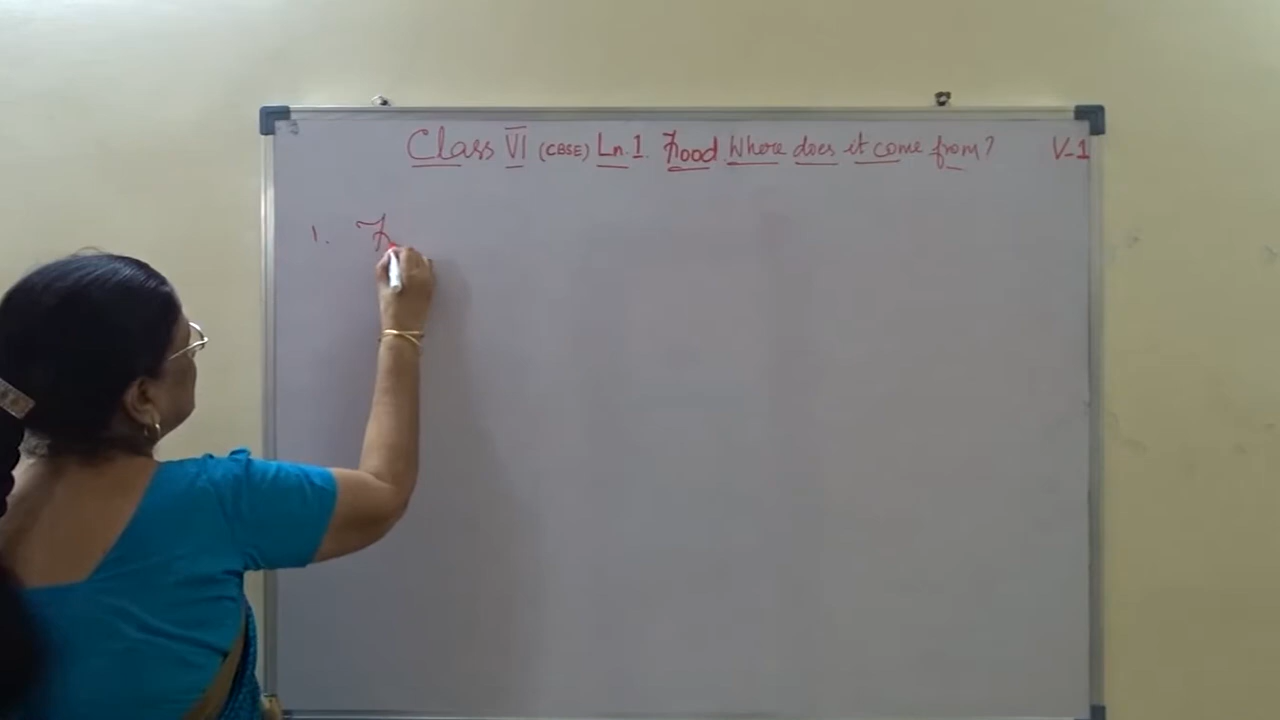 Class VI (CBSE) Ln.1. Food Where does it come from? V-1
1. F